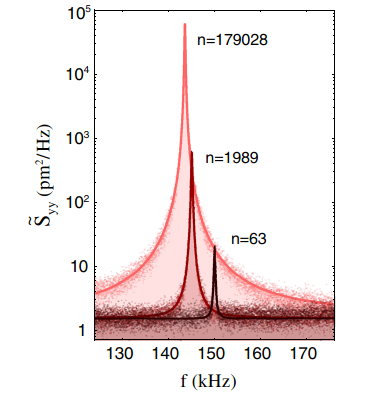 10⁵
n=179028
10⁴
10³
n=1989
10²
n=63
10
1
S̃yy (pm²/Hz)
130 140 150 160 170
f (kHz)